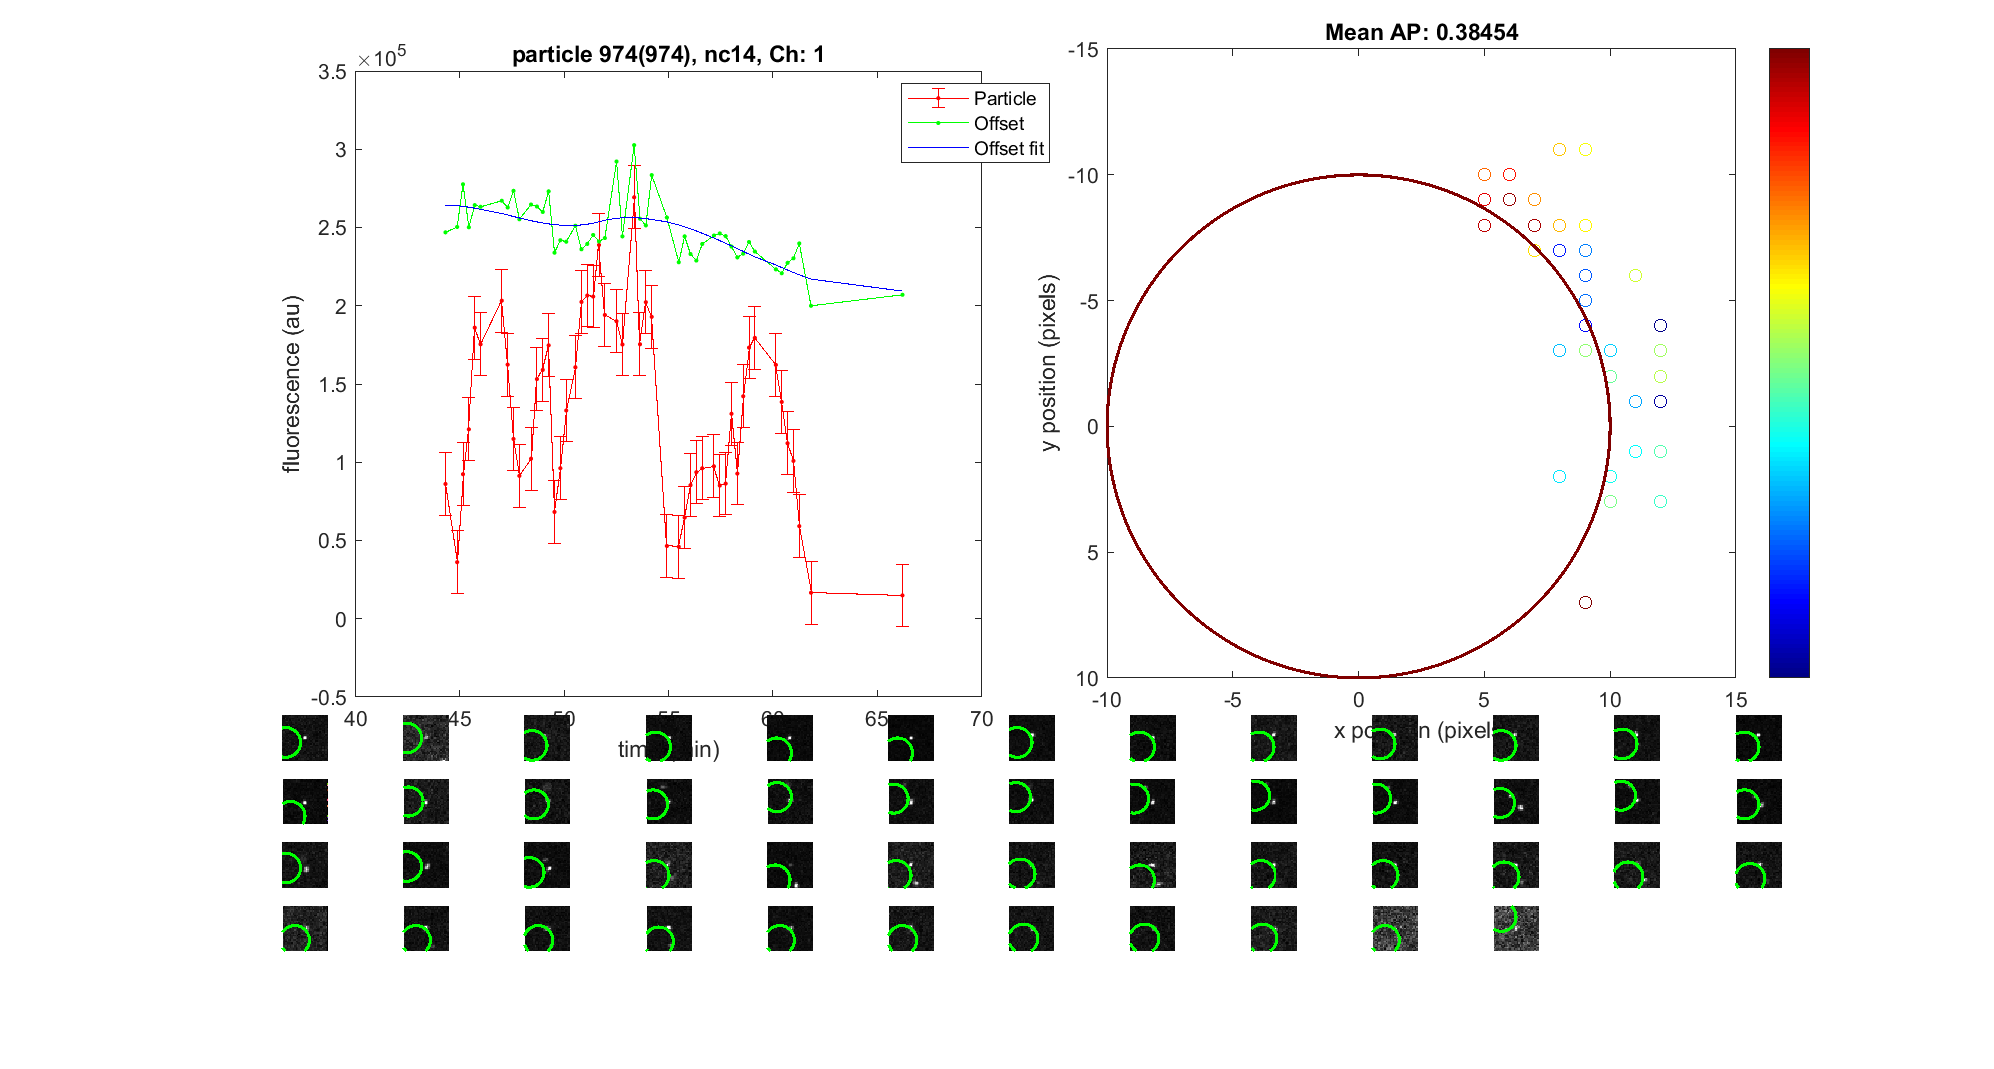 particle 974(974), nc14, Ch: 1
×10^5
3.5
3
2.5
2
1.5
1
0.5
0
-0.5
fluorescence (au)
40 45 50 55 60 65 70
Particle
Offset
Offset fit
Mean AP: 0.38454
-15
-10
-5
0
5
10
y position (pixels)
-10 -5 0 5 10 15